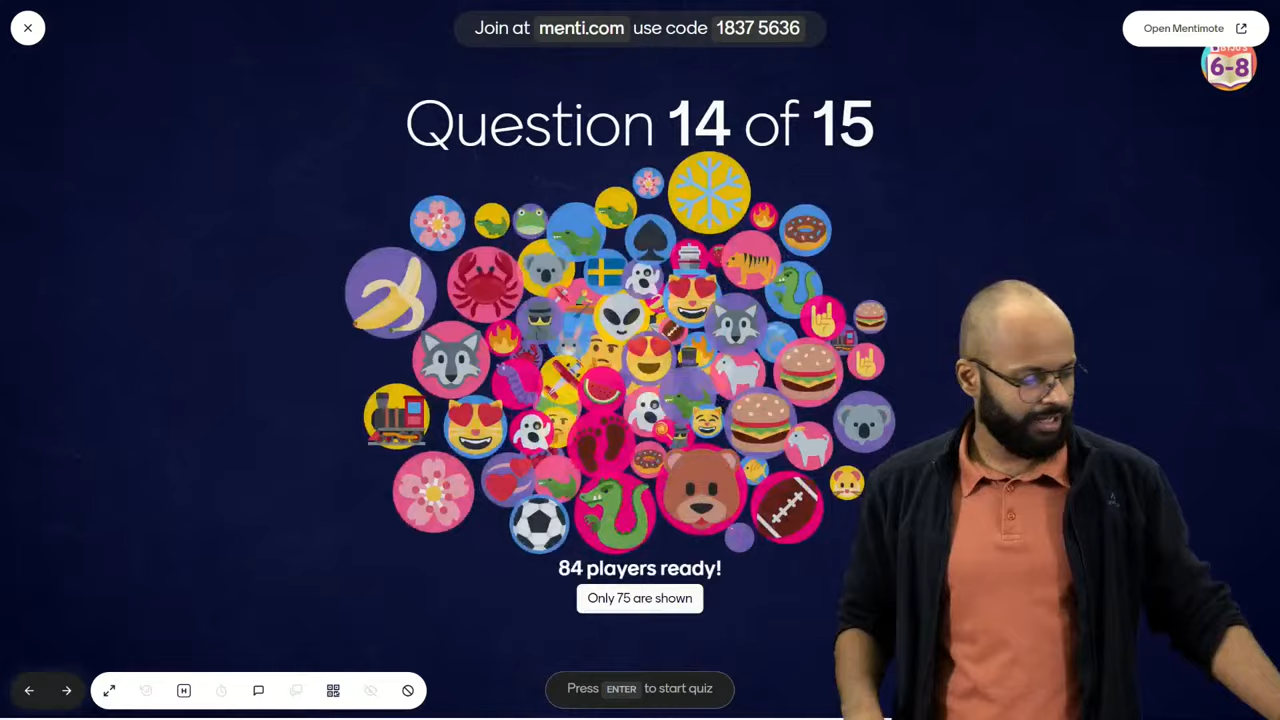 Join at menti.com use code 1837 5636
Open Mentimote
BYJU'S
6-8
Question 14 of 15
84 players ready!
Only 75 are shown
H
Press ENTER to start quiz